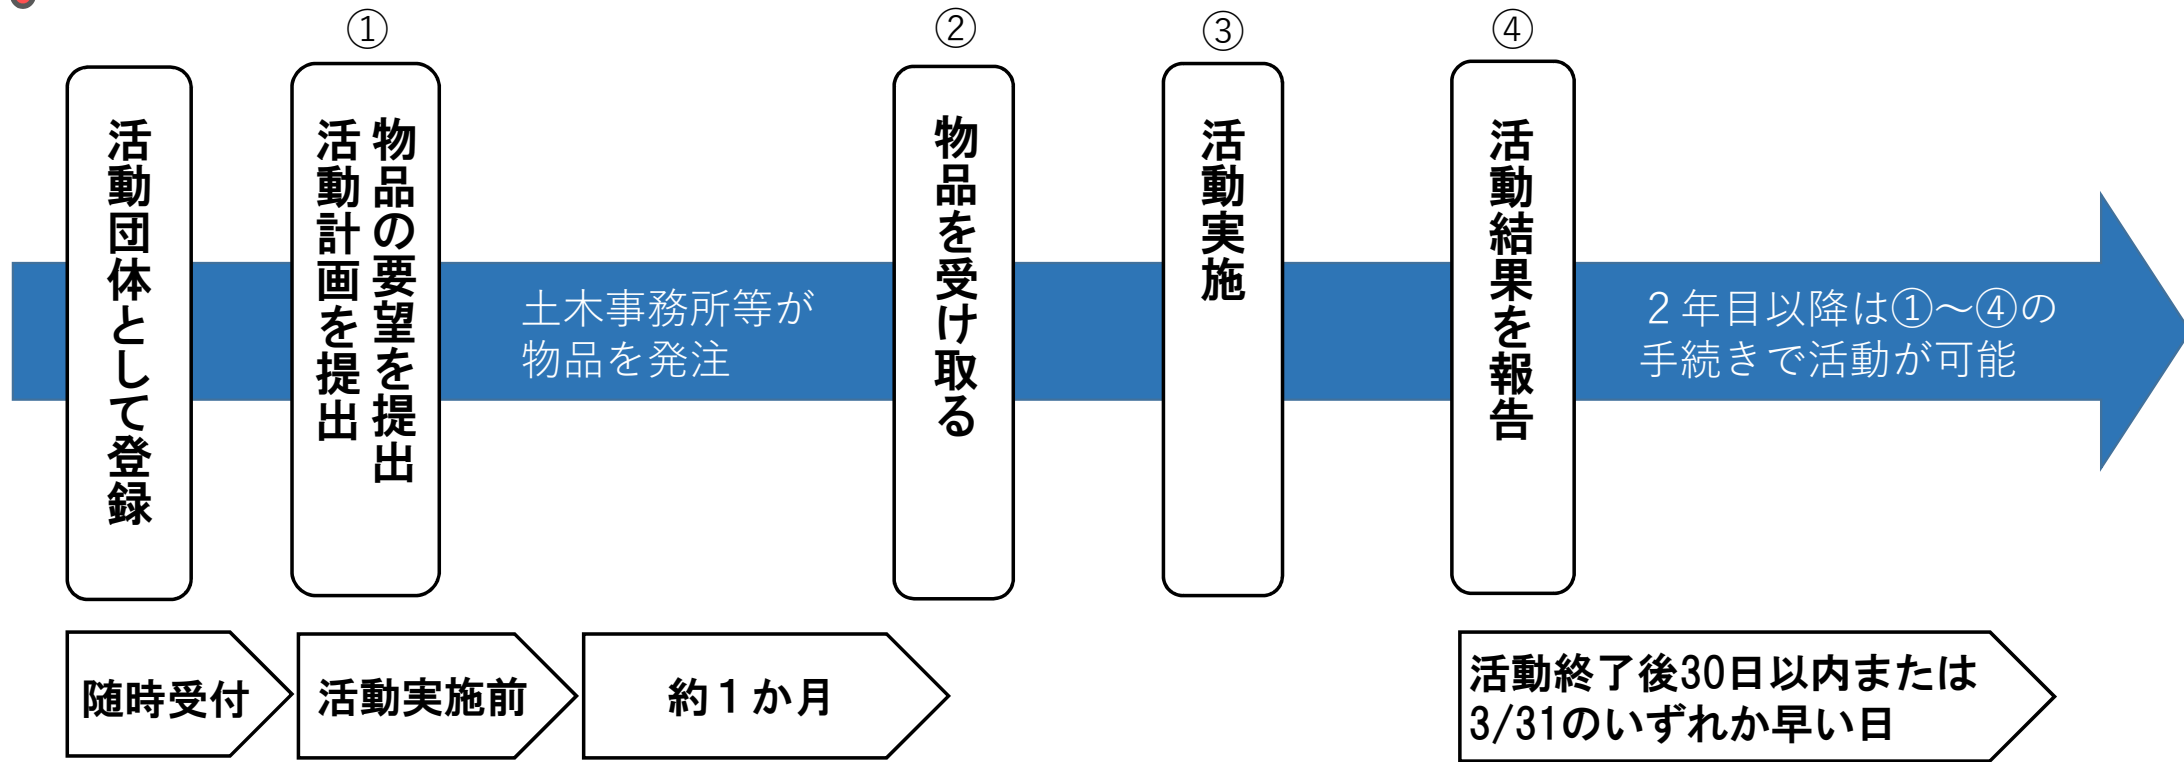 ①
②
③
④
活動団体として登録
物品の要望を提出
活動計画を提出
土木事務所等が
物品を発注
物品を受け取る
活動実施
活動結果を報告
２年目以降は①～④の
手続きで活動が可能
随時受付
活動実施前
約１か月
活動終了後30日以内または
3/31のいずれか早い日